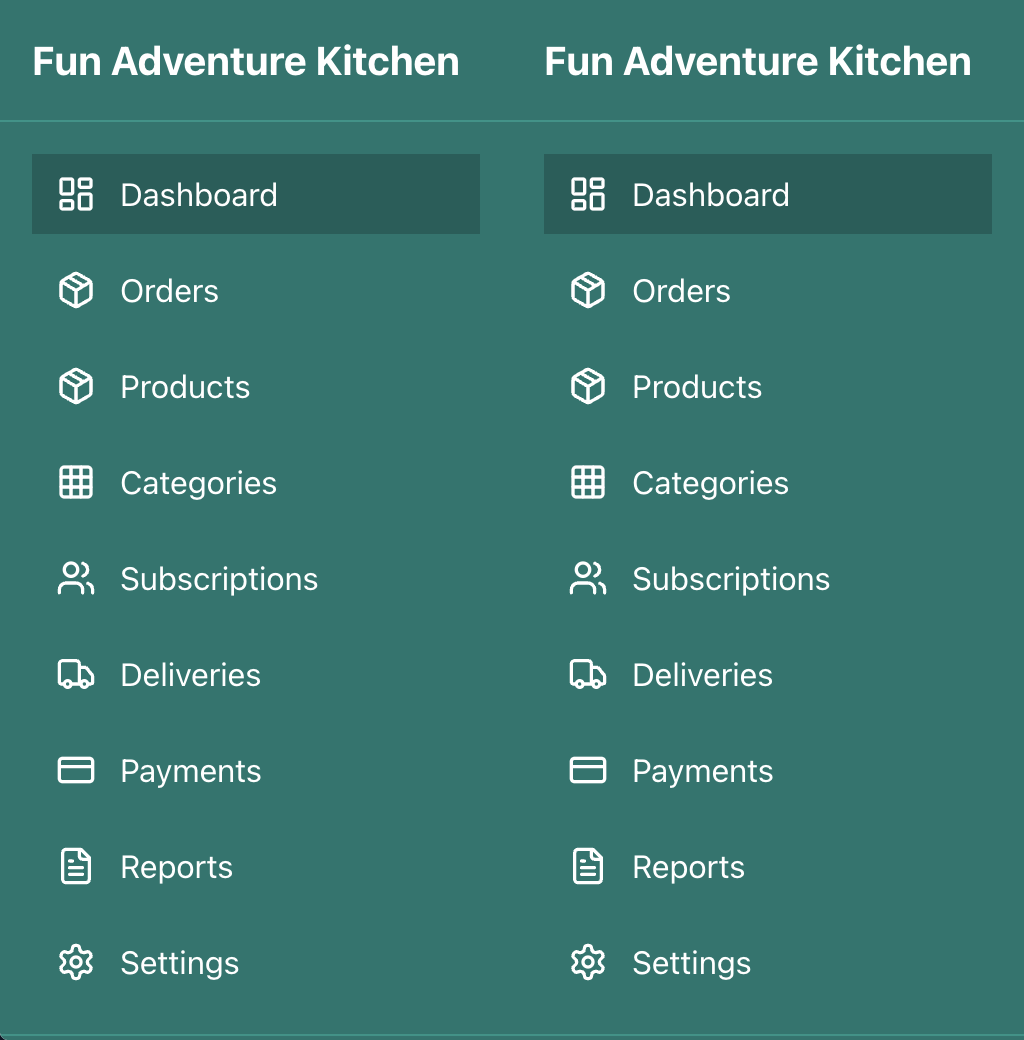 Fun Adventure Kitchen
Dashboard
Orders
Products
Categories
Subscriptions
Deliveries
Payments
Reports
Settings
Fun Adventure Kitchen
Dashboard
Orders
Products
Categories
Subscriptions
Deliveries
Payments
Reports
Settings